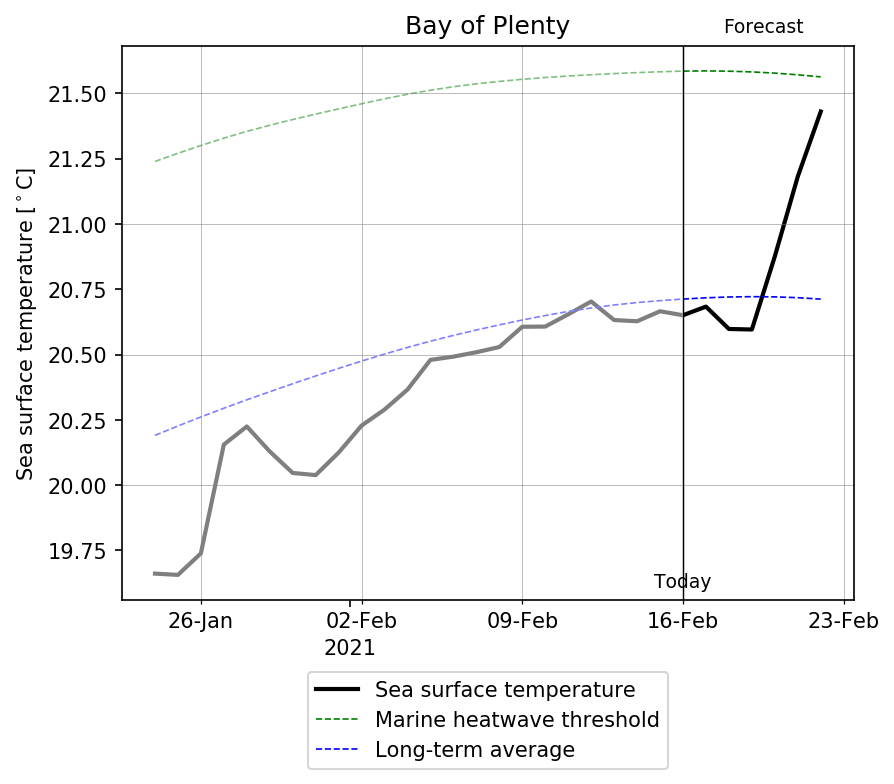 Bay of Plenty
Forecast
Sea surface temperature [°C]
21.50
21.25
21.00
20.75
20.50
20.25
20.00
19.75
Today
26-Jan
02-Feb
09-Feb
16-Feb
23-Feb
2021
Sea surface temperature
Marine heatwave threshold
Long-term average